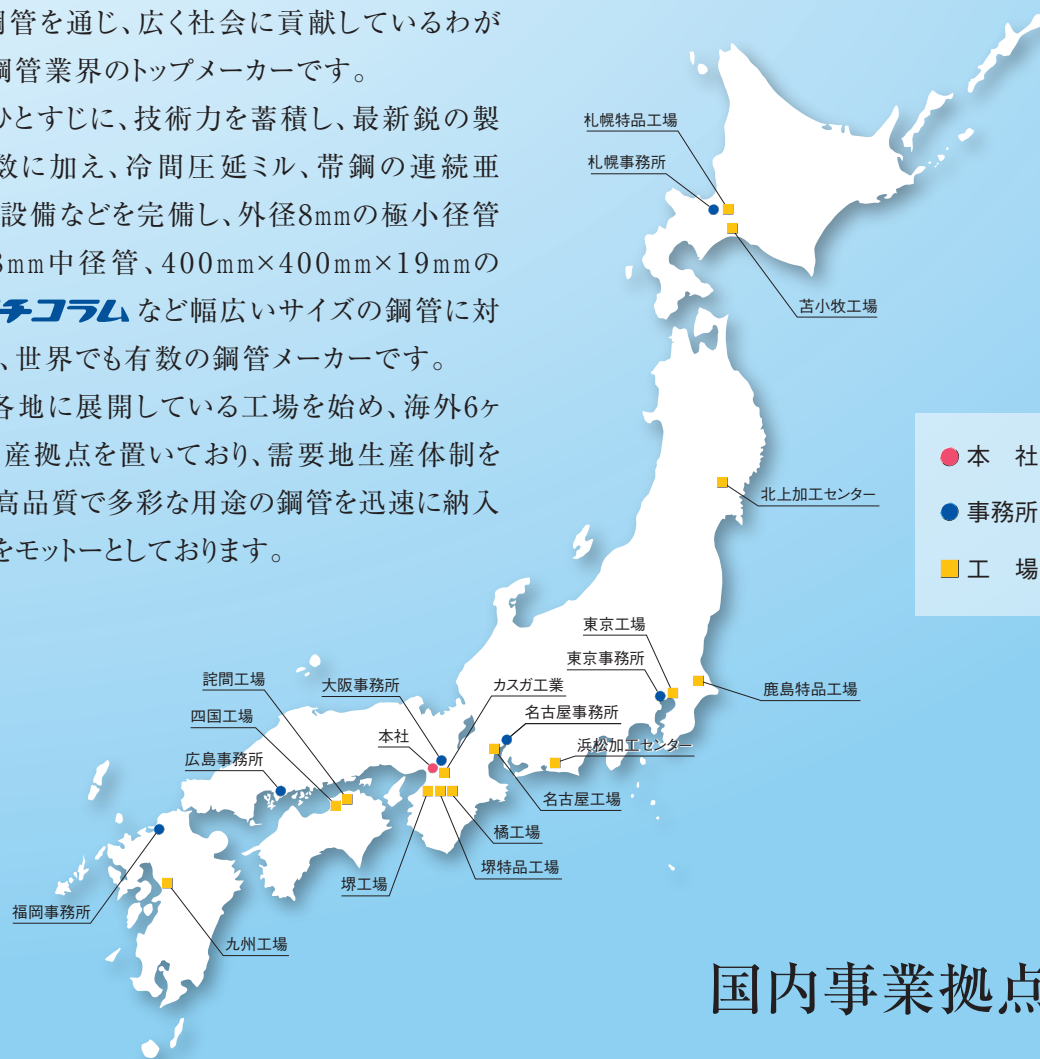 鋼管を通じ、広く社会に貢献しているわが
鋼管業界のトップメーカーです。
ひとすじに、技術力を蓄積し、最新鋭の製
数に加え、冷間圧延ミル、帯鋼の連続亜
設備などを完備し、外径8mmの極小径管
8mm中径管、400mm×400mm×19mmの
チコラムなど幅広いサイズの鋼管に対
、世界でも有数の鋼管メーカーです。
各地に展開している工場を始め、海外6ヶ
産拠点を置いており、需要地生産体制を
高品質で多彩な用途の鋼管を迅速に納入
をモットーとしております。
札幌特品工場
札幌事務所
苫小牧工場
北上加工センター
本 社
事務所
工 場
東京工場
東京事務所
鹿島特品工場
詫間工場
大阪事務所
カスガ工業
四国工場
名古屋事務所
本社
浜松加工センター
広島事務所
名古屋工場
橘工場
堺特品工場
堺工場
福岡事務所
九州工場
国内事業拠点